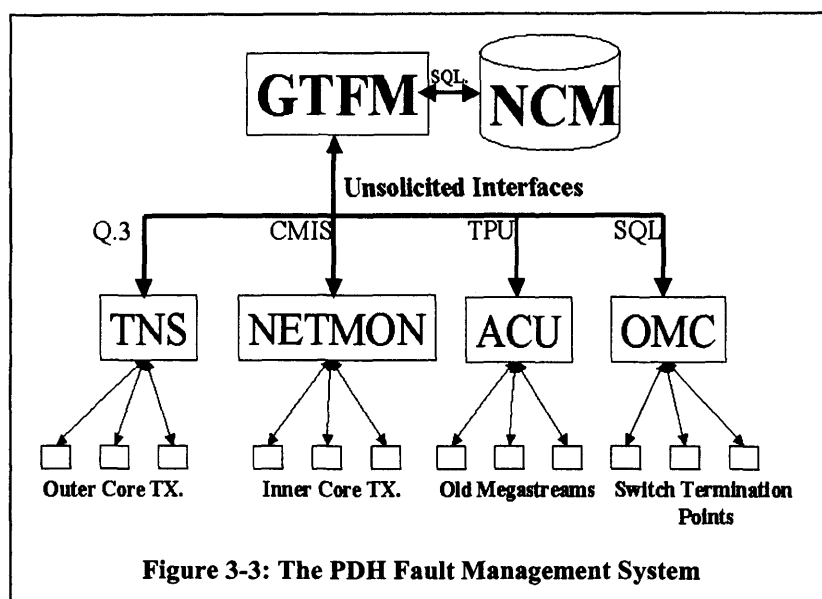 GTFM
SQL.
NCM
Unsolicited Interfaces
Q.3
CMIS
TPU
SQL
TNS
NETMON
ACU
OMC
Outer Core TX.
Inner Core TX.
Old Megastreams
Switch Termination
Points
Figure 3-3: The PDH Fault Management System